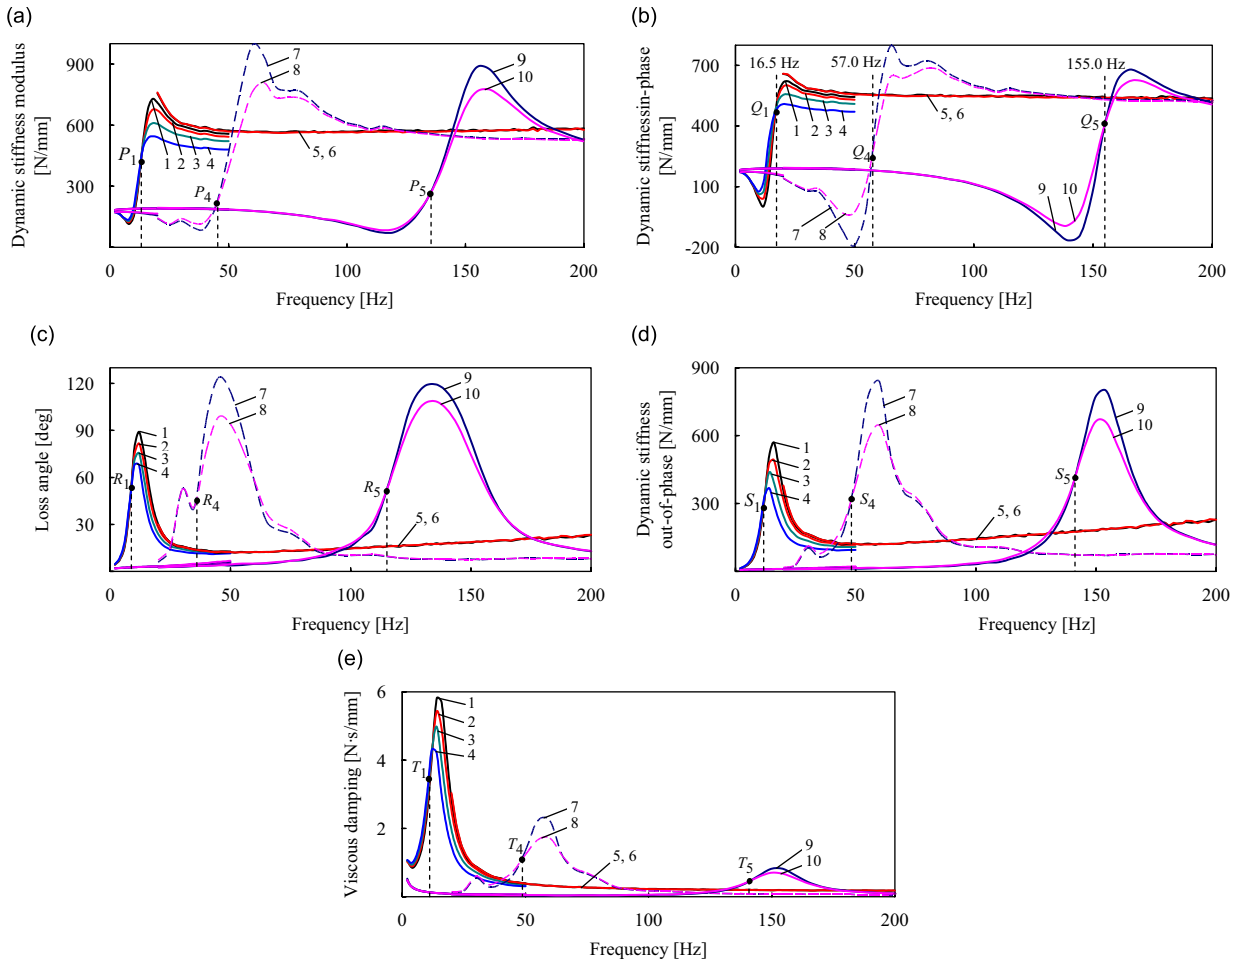 (a)
Dynamic stiffness modulus
[N/mm]
900
600
300
0
0
50
100
150
200
Frequency [Hz]
P1
P4
P5
1
2
3
4
5, 6
7
8
9
10
(b)
Dynamic stiffnessin-phase
[N/mm]
700
400
100
-200
0
50
100
150
200
Frequency [Hz]
16.5 Hz
57.0 Hz
155.0 Hz
Q1
Q4
Q5
1
2
3
4
5, 6
7
8
9
10
(c)
Loss angle [deg]
120
90
60
30
0
50
100
150
200
Frequency [Hz]
R1
R4
R5
1
2
3
4
5, 6
7
8
9
10
(d)
Dynamic stiffness
out-of-phase [N/mm]
900
600
300
0
50
100
150
200
Frequency [Hz]
S1
S4
S5
1
2
3
4
5, 6
7
8
9
10
(e)
Viscous damping [N·s/mm]
6
4
2
0
50
100
150
200
Frequency [Hz]
T1
T4
T5
1
2
3
4
5, 6
7
8
9
10